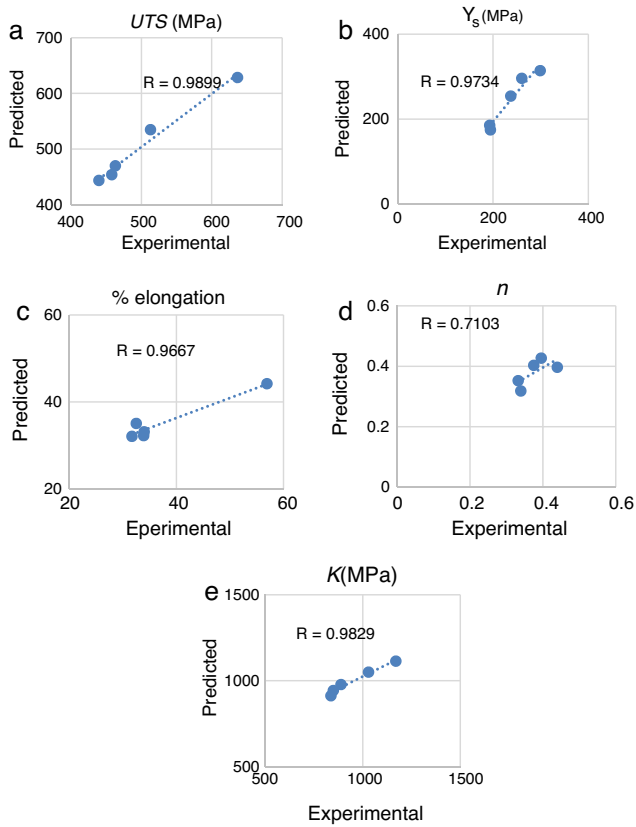 a
UTS (MPa)
700
600
500
400
R = 0.9899
Predicted
400 500 600 700
Experimental
b
Ys (MPa)
400
200
0
R = 0.9734
Predicted
0 200 400
Experimental
c
% elongation
60
40
20
R = 0.9667
Predicted
20 40 60
Eperimental
d
n
0.6
0.4
0.2
0
R = 0.7103
Predicted
0 0.2 0.4 0.6
Experimental
e
K(MPa)
1500
1000
500
R = 0.9829
Predicted
500 1000 1500
Experimental